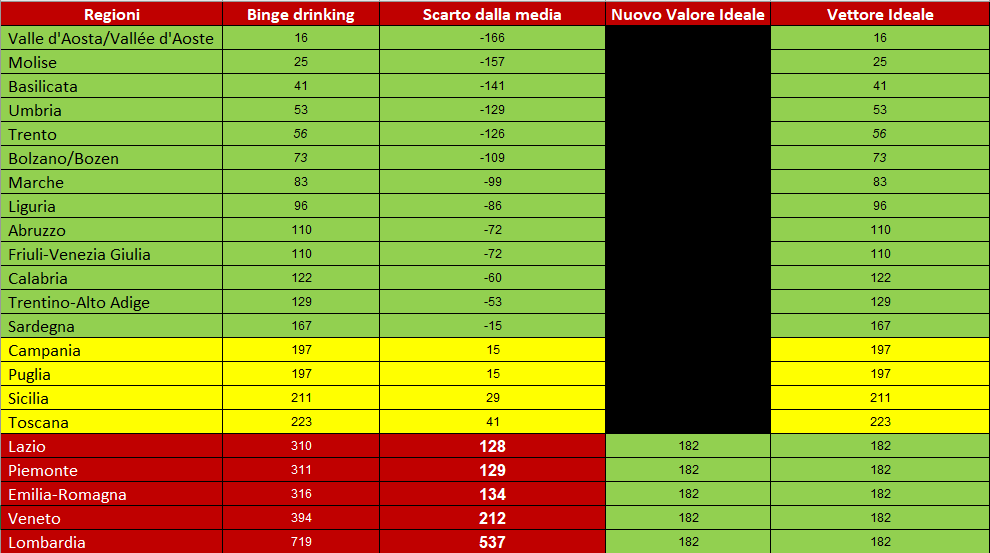 Regioni Binge drinking Scarto dalla media Nuovo Valore Ideale Vettore Ideale
Valle d'Aosta/Vallée d'Aoste 16 -166 16
Molise 25 -157 25
Basilicata 41 -141 41
Umbria 53 -129 53
Trento 56 -126 56
Bolzano/Bozen 73 -109 73
Marche 83 -99 83
Liguria 96 -86 96
Abruzzo 110 -72 110
Friuli-Venezia Giulia 110 -72 110
Calabria 122 -60 122
Trentino-Alto Adige 129 -53 129
Sardegna 167 -15 167
Campania 197 15 197
Puglia 197 15 197
Sicilia 211 29 211
Toscana 223 41 223
Lazio 310 128 182 182
Piemonte 311 129 182 182
Emilia-Romagna 316 134 182 182
Veneto 394 212 182 182
Lombardia 719 537 182 182